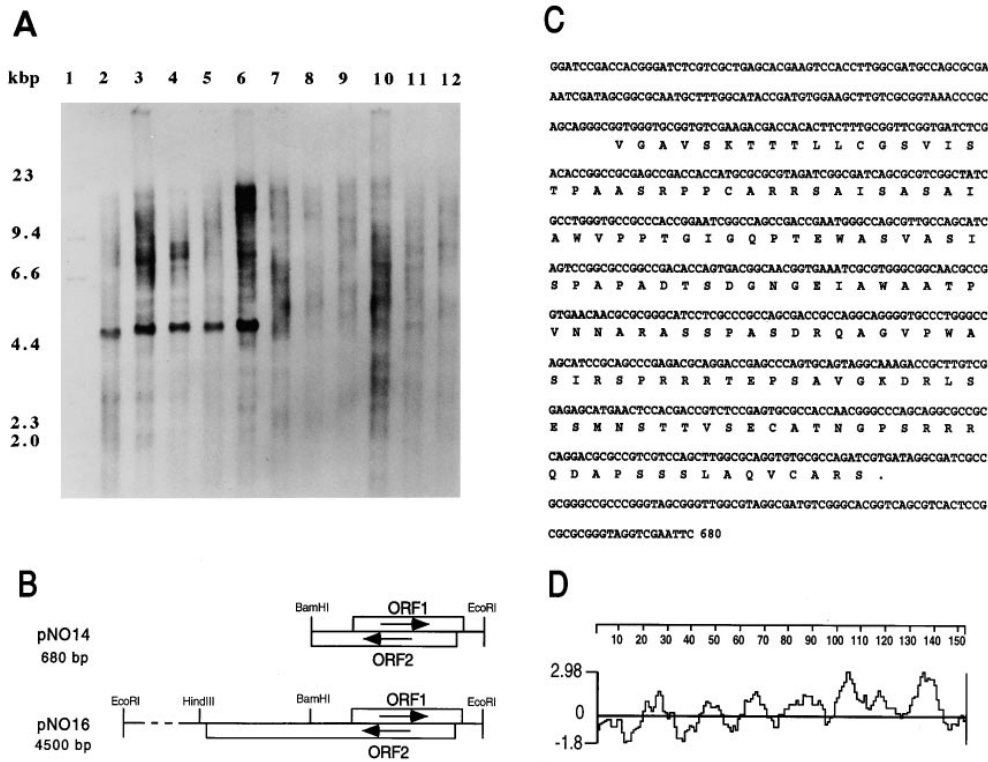 A
kbp 1 2 3 4 5 6 7 8 9 10 11 12
23
9.4
6.6
4.4
2.3
2.0
B
pNO14
680 bp
BamHI
ORF1
EcoRI
ORF2
pNO16
4500 bp
EcoRI
HindIII
BamHI
ORF1
EcoRI
ORF2
C
GGATCCGACCACGGGATCTCGTCGCTGAGCACGAAGTCCACCTTGGCGATGCCAGCGCGA
AATCGATAGCGGCGCAATGCTTTGGCATACCGATGTGGAAGCTTGTCGCGGTAAACCCGC
AGCAGGGCGGTGGGTGCGGTGTCGAAGACGACCACACTTCTTTGCGGTTCGGTGATCTCG
V G A V S K T T T L L C G S V I S
ACACCGGCCGCGAGCCGACCACCATGCGCGCGTAGATCGGCGATCAGCGCGTCGGCTATC
T P A A S R P P C A R R S A I S A S A I
GCCTGGGTGCCGCCCACCGGAATCGGCCAGCCGACCGAATGGGCCAGCGTTGCCAGCATC
A W V P P T G I G Q P T E W A S V A S I
AGTCCGGCGCCGGCCGACACCAGTGACGGCAACGGTGAAATCGCGTGGGCGGCAACGCCG
S P A P A D T S D G N G E I A W A A T P
GTGAACAACGCGCGGGCATCCTCGCCCGCCAGCGACCGCCAGGCAGGGGTGCCCTGGGCC
V N N A R A S S P A S D R Q A G V P W A
AGCATCCGCAGCCCGAGACGCAGGACCGAGCCCAGTGCAGTAGGCAAAGACCGCTTGTCG
S I R S P R R R T E P S A V G K D R L S
GAGAGCATGAACTCCACGACCGTCTCCGAGTGCGCCACCAACGGGCCCAGCAGGCGCCGC
E S M N S T T V S E C A T N G P S R R R
CAGGACGCGCCGTCGTCCAGCTTGGCGCAGGTGTGCGCCAGATCGTGATAGGCGATCGCC
Q D A P S S S L A Q V C A R S .
GCGGGCCGCCCGGGTAGCGGGTTGGCGTAGGCGATGTCGGGCACGGTCAGCGTCACTCCG
CGCGCGGGTAGGTCGAATTC 680
D
10 20 30 40 50 60 70 80 90 100 110 120 130 140 150
2.98
0
-1.8